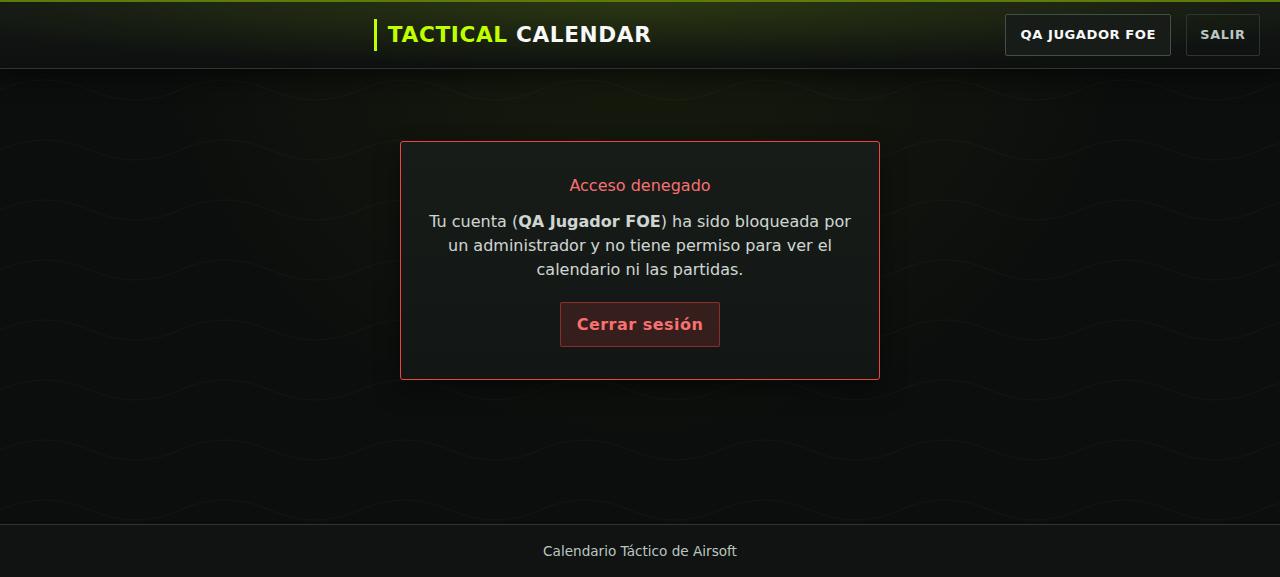 TACTICAL CALENDAR
QA JUGADOR FOE
SALIR
Acceso denegado
Tu cuenta (QA Jugador FOE) ha sido bloqueada por
un administrador y no tiene permiso para ver el
calendario ni las partidas.
Cerrar sesión
Calendario Táctico de Airsoft